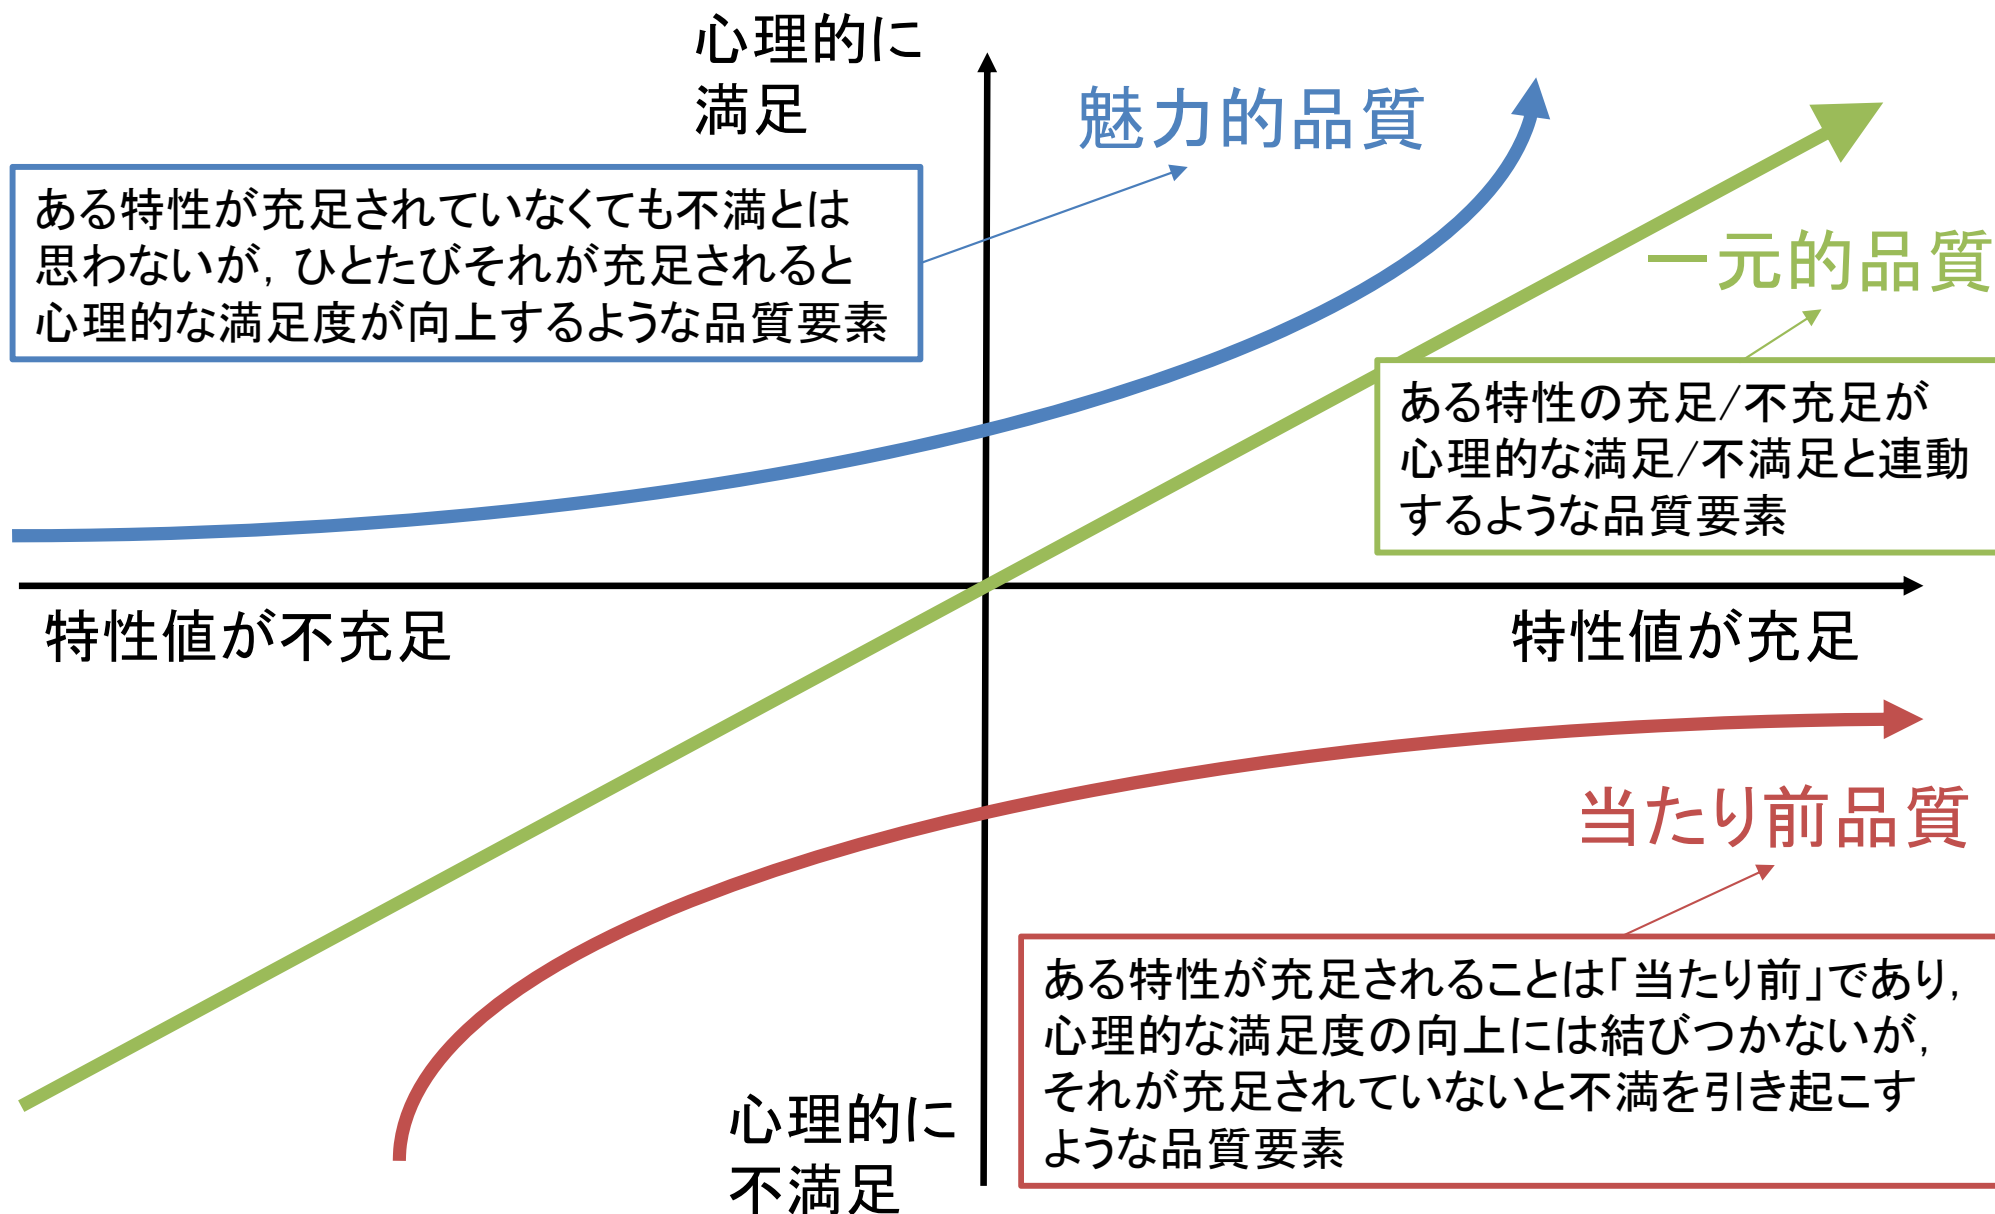 心理的に
満足
魅力的品質
ある特性が充足されていなくても不満とは
思わないが，ひとたびそれが充足されると
心理的な満足度が向上するような品質要素
一元的品質
ある特性の充足/不充足が
心理的な満足/不満足と連動
するような品質要素
特性値が不充足
特性値が充足
当たり前品質
ある特性が充足されることは「当たり前」であり，
心理的な満足度の向上には結びつかないが，
それが充足されていないと不満を引き起こす
ような品質要素
心理的に
不満足